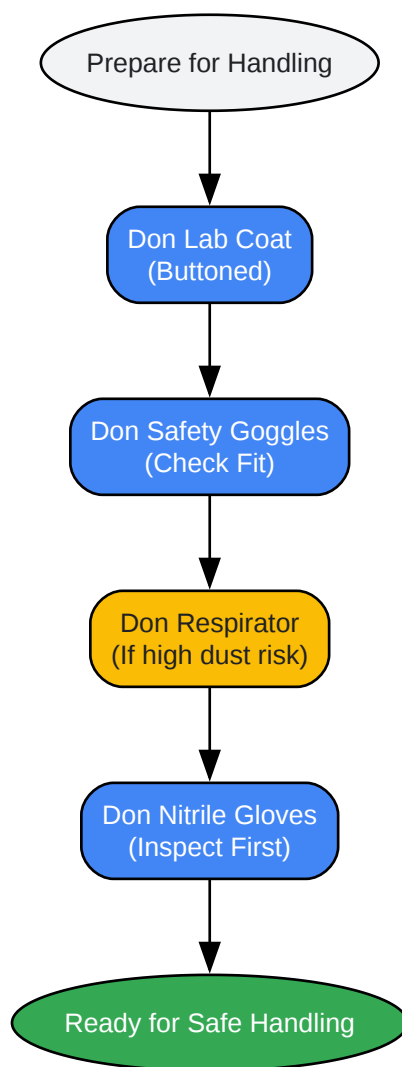 Prepare for Handling
Don Lab Coat
(Buttoned)
Don Safety Goggles
(Check Fit)
Don Respirator
(If high dust risk)
Don Nitrile Gloves
(Inspect First)
Ready for Safe Handling